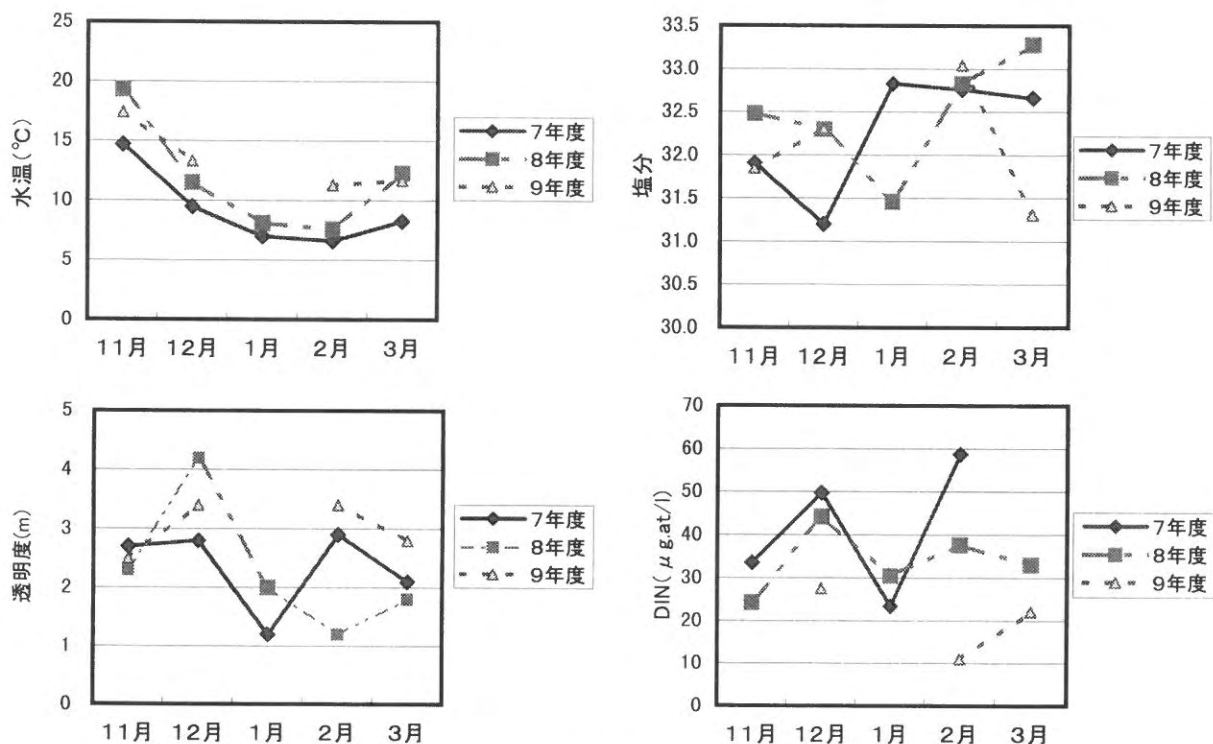 25
20
15
10
5
0
水温(℃)
11月 12月 1月 2月 3月
7年度
8年度
9年度
33.5
33.0
32.5
32.0
31.5
31.0
30.5
30.0
塩分
11月 12月 1月 2月 3月
7年度
8年度
9年度
5
4
3
2
1
0
透明度(m)
11月 12月 1月 2月 3月
7年度
8年度
9年度
70
60
50
40
30
20
10
0
DIN(μg.at/l)
11月 12月 1月 2月 3月
7年度
8年度
9年度